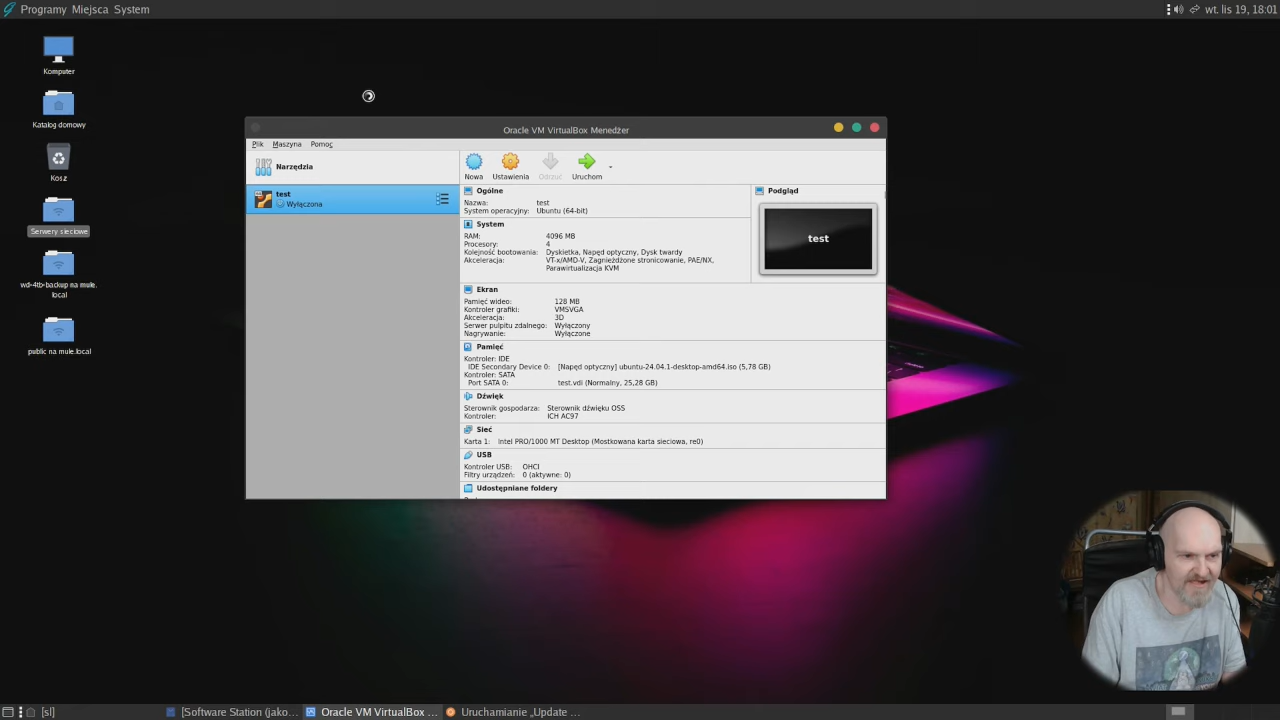 Programy Miejsca System
wt. lis 19, 18:01
Komputer
Katalog domowy
Kosz
Serwery sieciowe
wd-4tb-backup na mule.
local
public na mule.local
Oracle VM VirtualBox Menedżer
Plik Maszyna Pomoc
Narzędzia
Nowa Ustawienia Odrzuć Uruchom
test
Wyłączona
Ogólne
Nazwa: test
System operacyjny: Ubuntu (64-bit)
System
RAM: 4096 MB
Procesory: 4
Kolejność bootowania: Dyskietka, Napęd optyczny, Dysk twardy
Akceleracja: VT-x/AMD-V, Zagnieżdżone stronicowanie, PAE/NX,
Parawirtualizacja KVM
Podgląd
test
Ekran
Pamięć wideo: 128 MB
Kontroler grafiki: VMSVGA
Akceleracja: 3D
Serwer pulpitu zdalnego: Wyłączony
Nagrywanie: Wyłączone
Pamięć
Kontroler: IDE
IDE Secondary Device 0: [Napęd optyczny] ubuntu-24.04.1-desktop-amd64.iso (5,78 GB)
Kontroler: SATA
Port SATA 0: test.vdi (Normalny, 25,28 GB)
Dźwięk
Sterownik gospodarza: Sterownik dźwięku OSS
Kontroler: ICH AC97
Sieć
Karta 1: Intel PRO/1000 MT Desktop (Mostkowana karta sieciowa, re0)
USB
Kontroler USB: OHCI
Filtry urządzeń: 0 (aktywne: 0)
Udostępniane foldery
[sl]
[Software Station (jako...
Oracle VM VirtualBox ...
Uruchamianie „Update ...